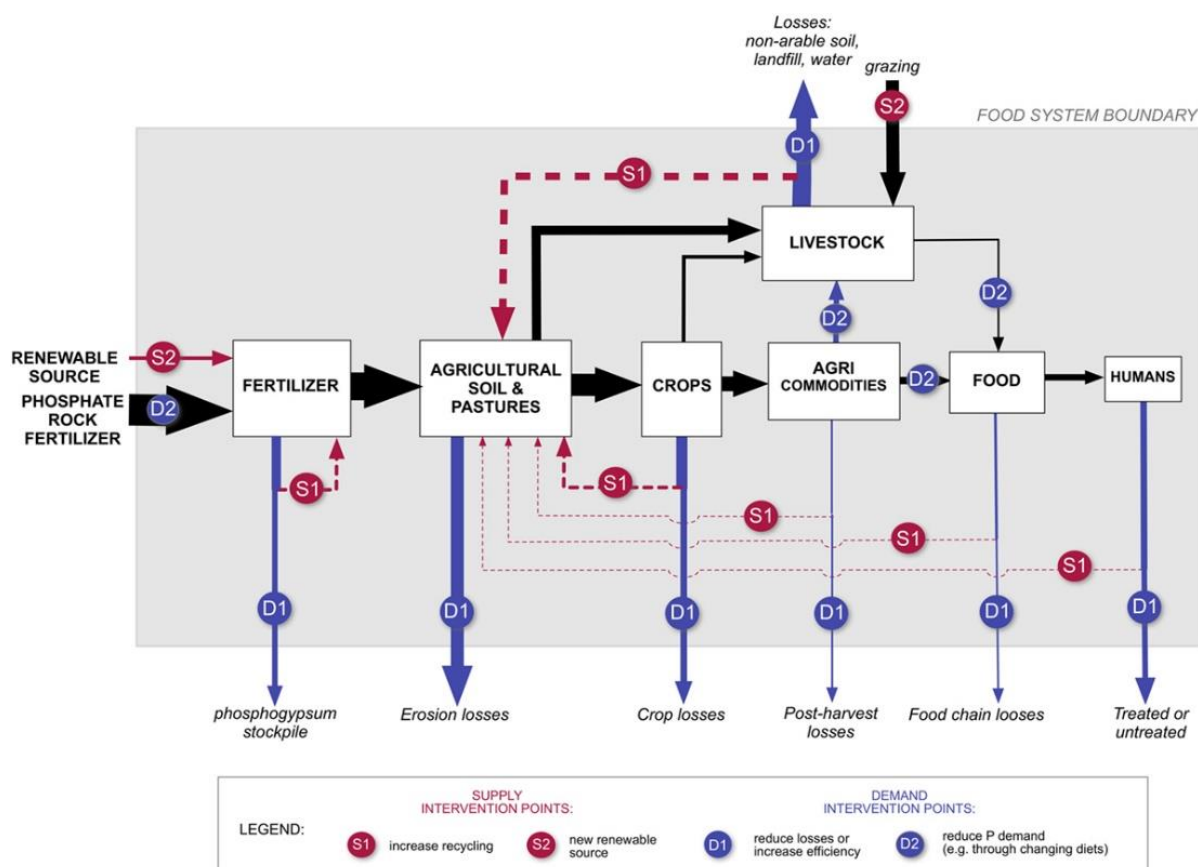 Losses:
non-arable soil,
landfill, water
grazing
S2
FOOD SYSTEM BOUNDARY
D1
S1
LIVESTOCK
D2
D2
RENEWABLE
SOURCE
S2
PHOSPHATE
ROCK
FERTILIZER
D2
FERTILIZER
AGRICULTURAL
SOIL &
PASTURES
CROPS
AGRI
COMMODITIES
D2
FOOD
HUMANS
S1
S1
S1
S1
S1
D1
D1
D1
D1
D1
D1
phosphogypsum
stockpile
Erosion losses
Crop losses
Post-harvest
losses
Food chain looses
Treated or
untreated
LEGEND:
SUPPLY
INTERVENTION POINTS:
S1 increase recycling
S2 new renewable
source
DEMAND
INTERVENTION POINTS:
D1 reduce losses or
increase efficiency
D2 reduce P demand
(e.g. through changing diets)